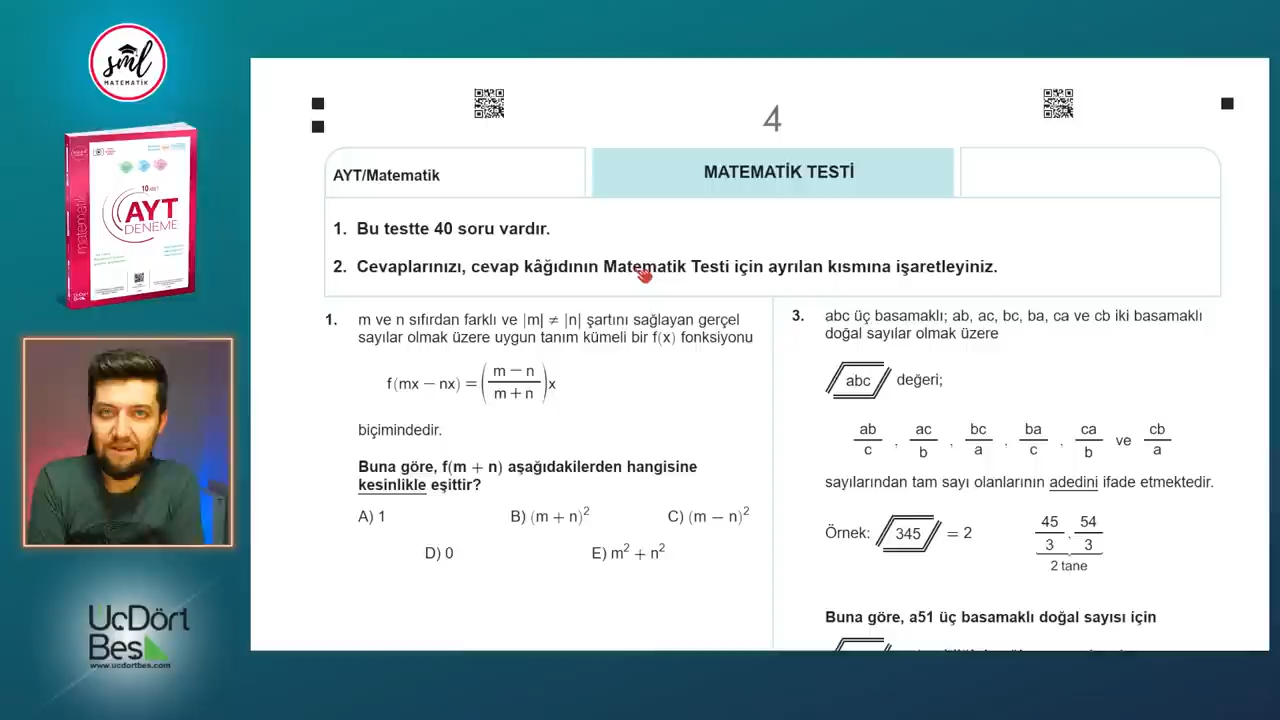 sml
MATEMATİK
matematik
10 ADET
AYT
DENEME
UcDört
Bes
www.ucdortbes.com
4
AYT/Matematik
MATEMATİK TESTİ
1. Bu testte 40 soru vardır.
2. Cevaplarınızı, cevap kâğıdının Matematik Testi için ayrılan kısmına işaretleyiniz.
1. m ve n sıfırdan farklı ve |m| ≠ |n| şartını sağlayan gerçel
sayılar olmak üzere uygun tanım kümeli bir f(x) fonksiyonu
f(mx − nx) = ((m − n)/(m + n))x
biçimindedir.
Buna göre, f(m + n) aşağıdakilerden hangisine
kesinlikle eşittir?
A) 1 B) (m + n)² C) (m − n)²
D) 0 E) m² + n²
3. abc üç basamaklı; ab, ac, bc, ba, ca ve cb iki basamaklı
doğal sayılar olmak üzere
abc değeri;
ab/c , ac/b , bc/a , ba/c , ca/b ve cb/a
sayılarından tam sayı olanlarının adedini ifade etmektedir.
Örnek: 345 = 2 45/3 , 54/3
2 tane
Buna göre, a51 üç basamaklı doğal sayısı için